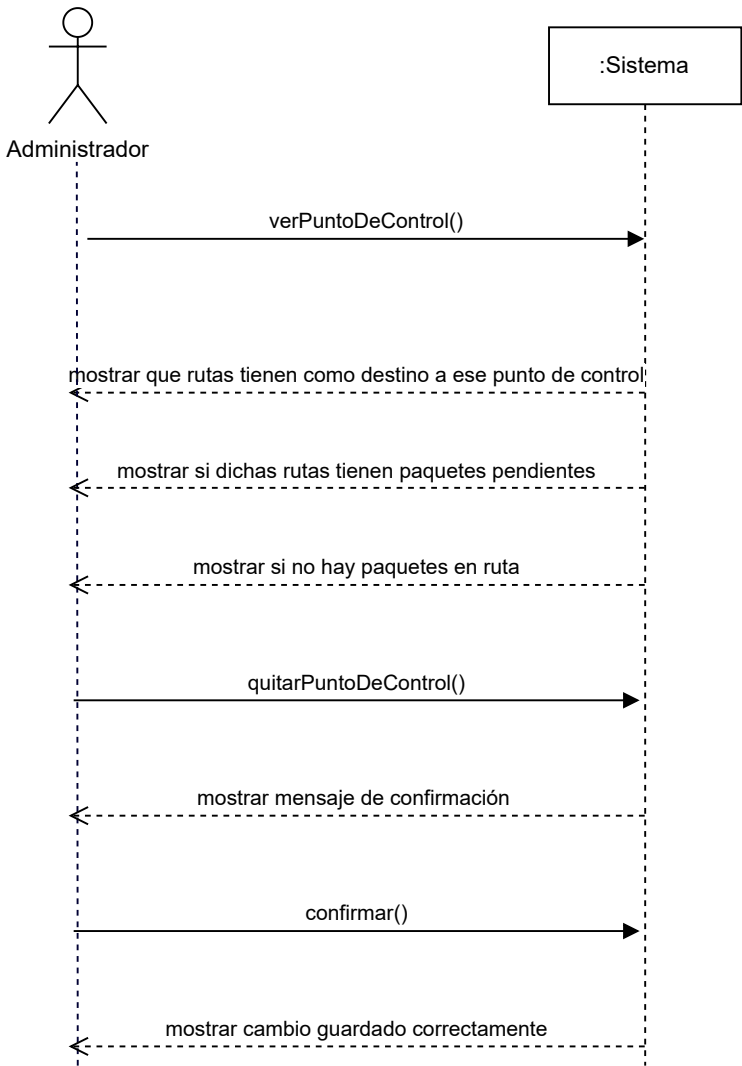 :Sistema
Administrador
verPuntoDeControl()
mostrar que rutas tienen como destino a ese punto de control
mostrar si dichas rutas tienen paquetes pendientes
mostrar si no hay paquetes en ruta
quitarPuntoDeControl()
mostrar mensaje de confirmación
confirmar()
mostrar cambio guardado correctamente